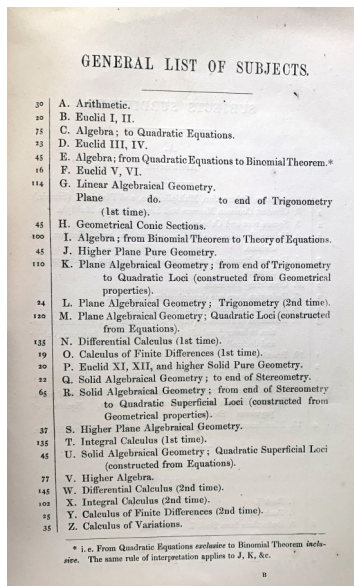 GENERAL LIST OF SUBJECTS.
30 A. Arithmetic.
20 B. Euclid I, II.
75 C. Algebra; to Quadratic Equations.
23 D. Euclid III, IV.
45 E. Algebra; from Quadratic Equations to Binomial Theorem.*
16 F. Euclid V, VI.
114 G. Linear Algebraical Geometry.
Plane do. to end of Trigonometry
(1st time).
45 H. Geometrical Conic Sections.
100 I. Algebra; from Binomial Theorem to Theory of Equations.
45 J. Higher Plane Pure Geometry.
110 K. Plane Algebraical Geometry; from end of Trigonometry
to Quadratic Loci (constructed from Geometrical
properties).
24 L. Plane Algebraical Geometry; Trigonometry (2nd time).
120 M. Plane Algebraical Geometry; Quadratic Loci (constructed
from Equations).
135 N. Differential Calculus (1st time).
19 O. Calculus of Finite Differences (1st time).
20 P. Euclid XI, XII, and higher Solid Pure Geometry.
22 Q. Solid Algebraical Geometry; to end of Stereometry.
65 R. Solid Algebraical Geometry; from end of Stereometry
to Quadratic Superficial Loci (constructed from
Geometrical properties).
37 S. Higher Plane Algebraical Geometry.
135 T. Integral Calculus (1st time).
45 U. Solid Algebraical Geometry; Quadratic Superficial Loci
(constructed from Equations).
77 V. Higher Algebra.
145 W. Differential Calculus (2nd time).
102 X. Integral Calculus (2nd time).
25 Y. Calculus of Finite Differences (2nd time).
35 Z. Calculus of Variations.
* i. e. From Quadratic Equations exclusive to Binomial Theorem inclu-
sive. The same rule of interpretation applies to J, K, &c.
B